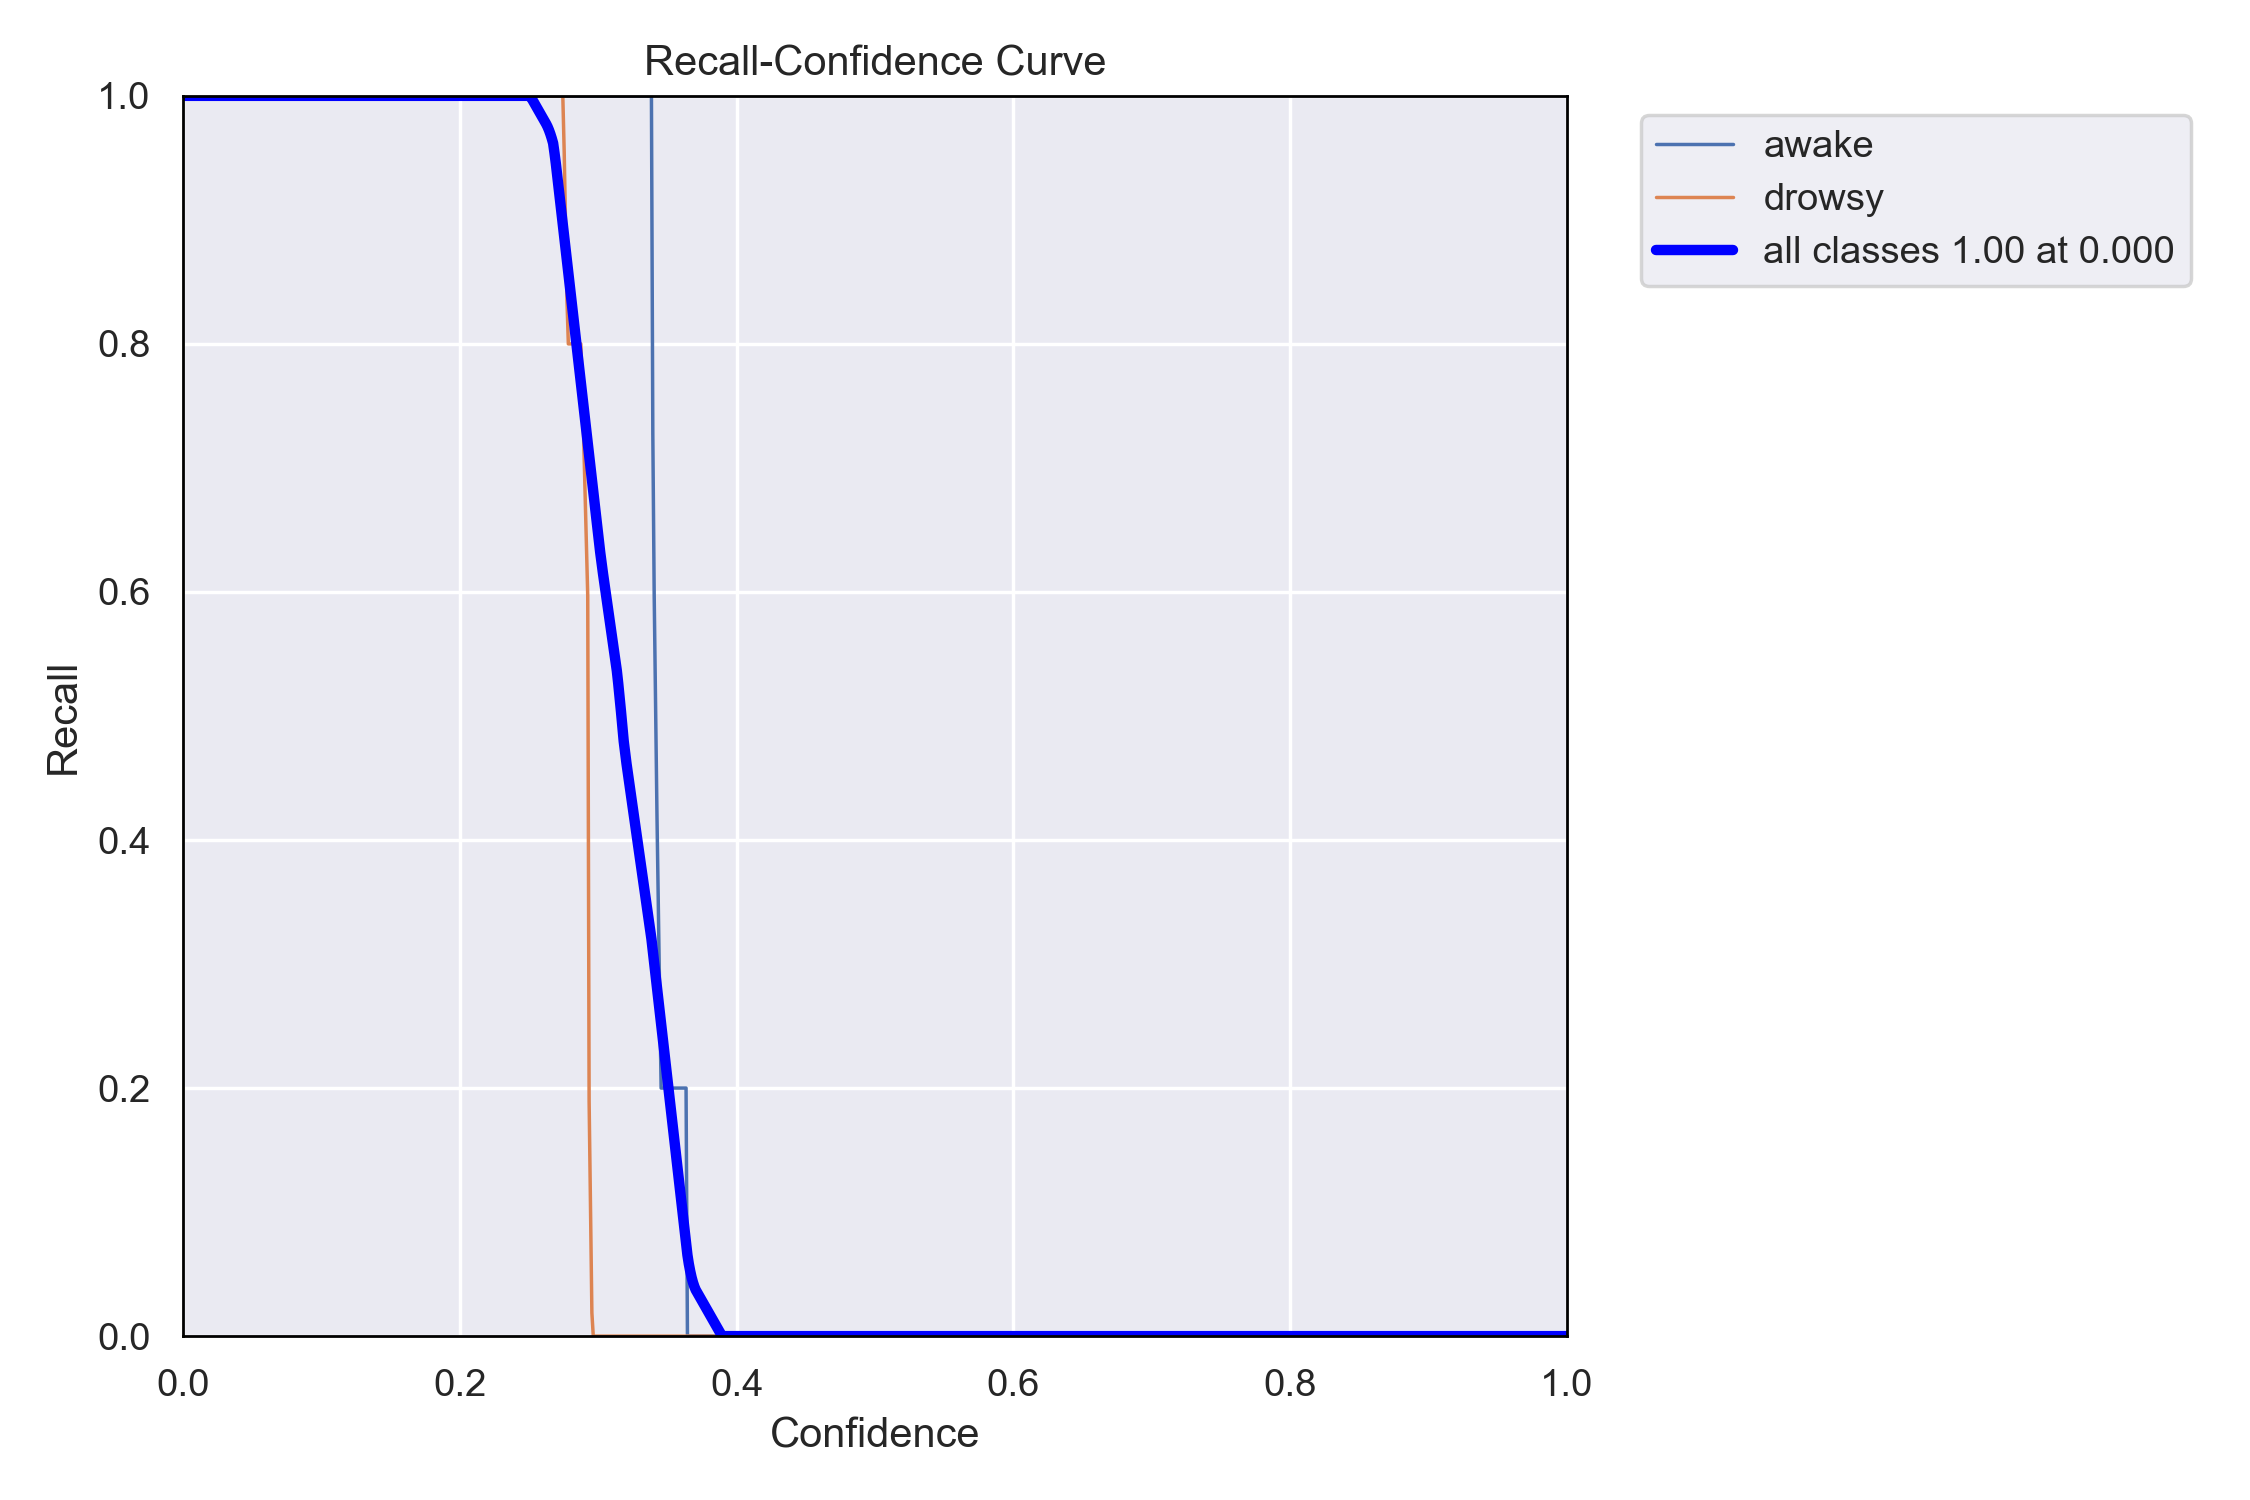 Recall-Confidence Curve
1.0
0.8
0.6
0.4
0.2
0.0
Recall
0.0 0.2 0.4 0.6 0.8 1.0
Confidence
awake
drowsy
all classes 1.00 at 0.000